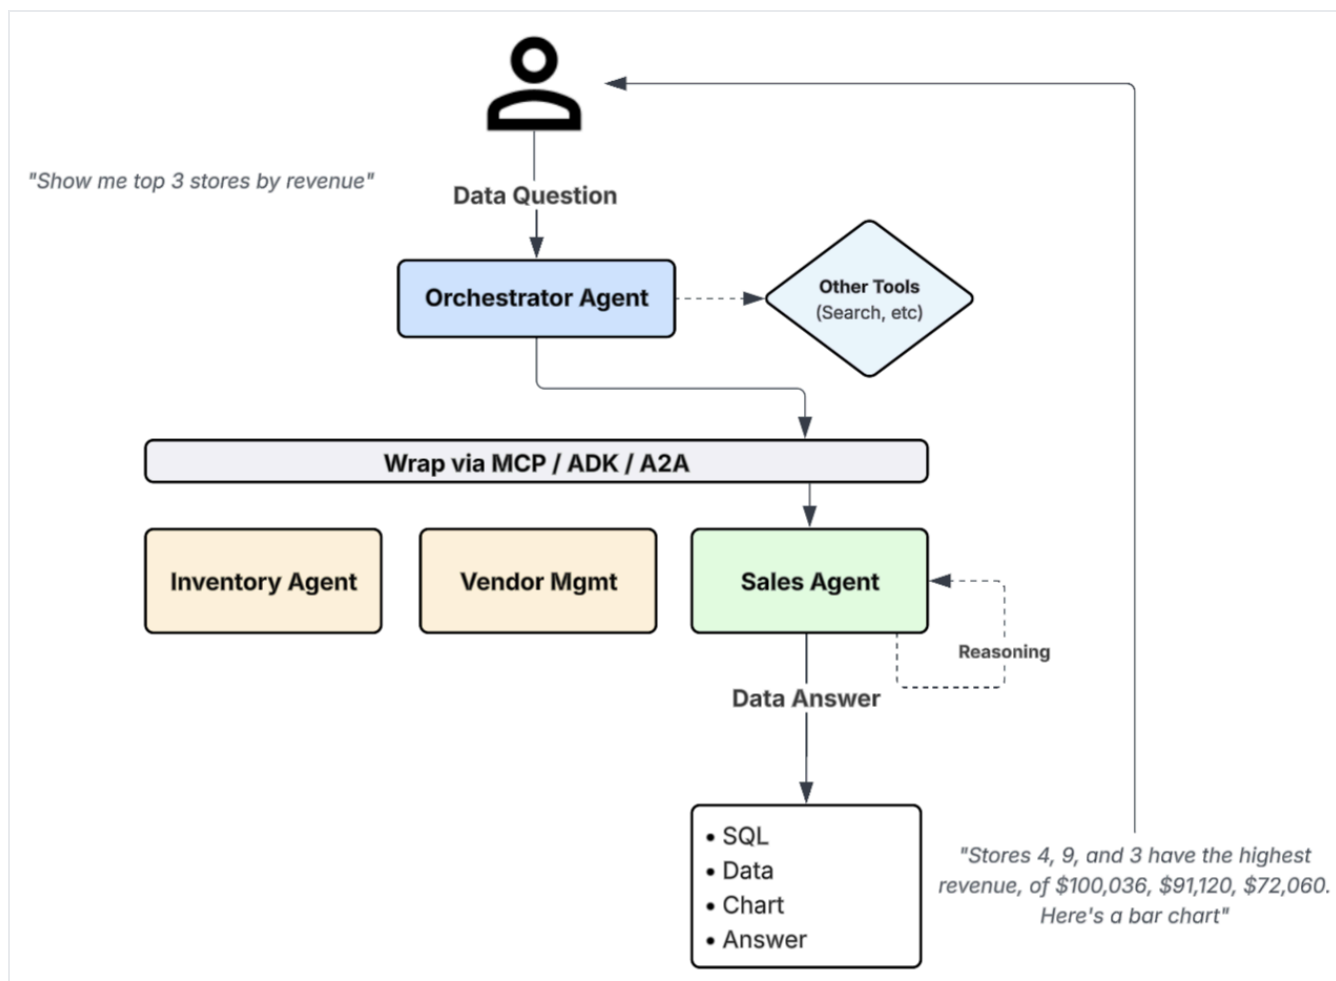 "Show me top 3 stores by revenue"
Data Question
Orchestrator Agent
Other Tools
(Search, etc)
Wrap via MCP / ADK / A2A
Inventory Agent
Vendor Mgmt
Sales Agent
Reasoning
Data Answer
• SQL
• Data
• Chart
• Answer
"Stores 4, 9, and 3 have the highest
revenue, of $100,036, $91,120, $72,060.
Here's a bar chart"